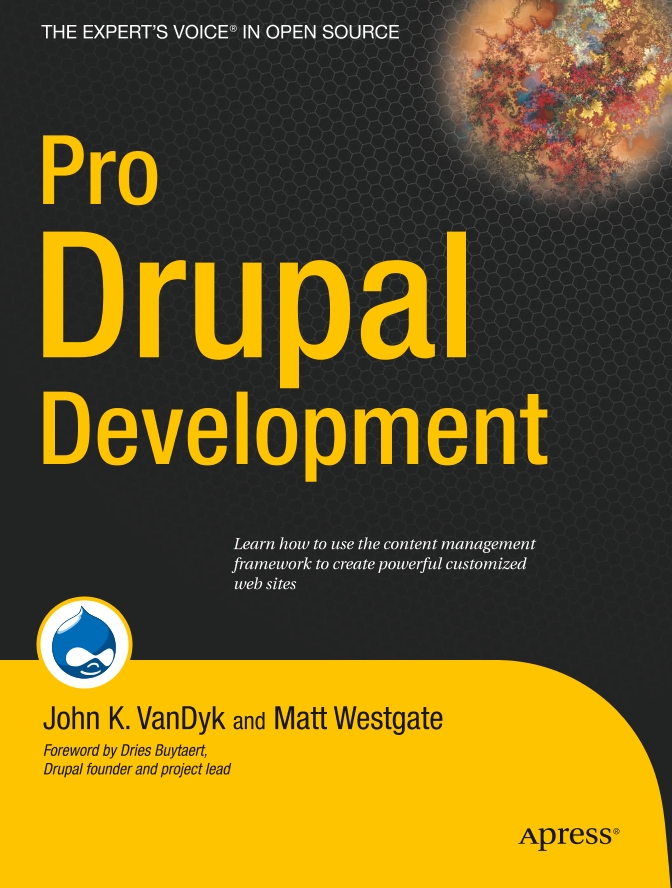 THE EXPERT'S VOICE® IN OPEN SOURCE
Pro
Drupal
Development
Learn how to use the content management
framework to create powerful customized
web sites
John K. VanDyk and Matt Westgate
Foreword by Dries Buytaert,
Drupal founder and project lead
Apress®